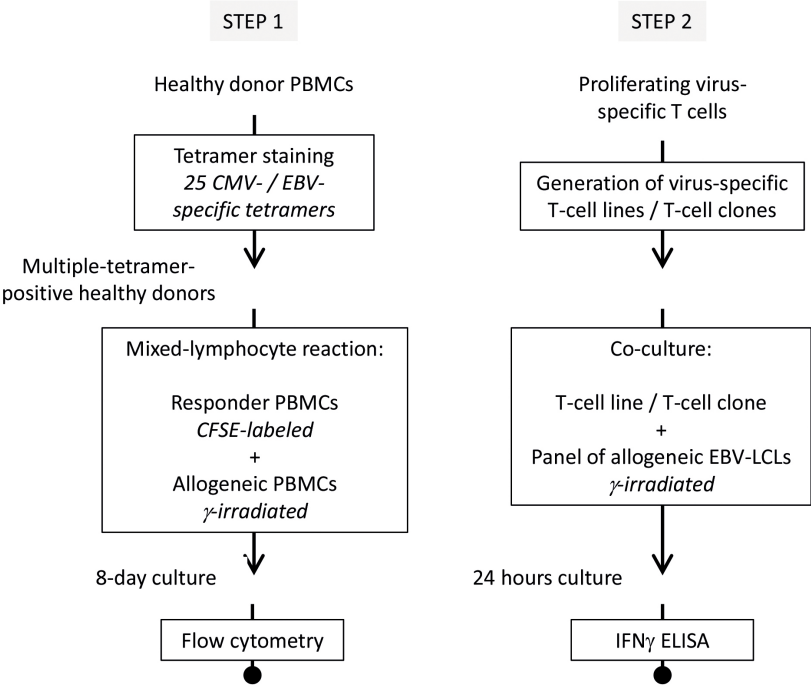 STEP 1
Healthy donor PBMCs
Tetramer staining
25 CMV- / EBV-
specific tetramers
Multiple-tetramer-
positive healthy donors
Mixed-lymphocyte reaction:
Responder PBMCs
CFSE-labeled
+
Allogeneic PBMCs
γ-irradiated
8-day culture
Flow cytometry
STEP 2
Proliferating virus-
specific T cells
Generation of virus-specific
T-cell lines / T-cell clones
Co-culture:
T-cell line / T-cell clone
+
Panel of allogeneic EBV-LCLs
γ-irradiated
24 hours culture
IFNγ ELISA